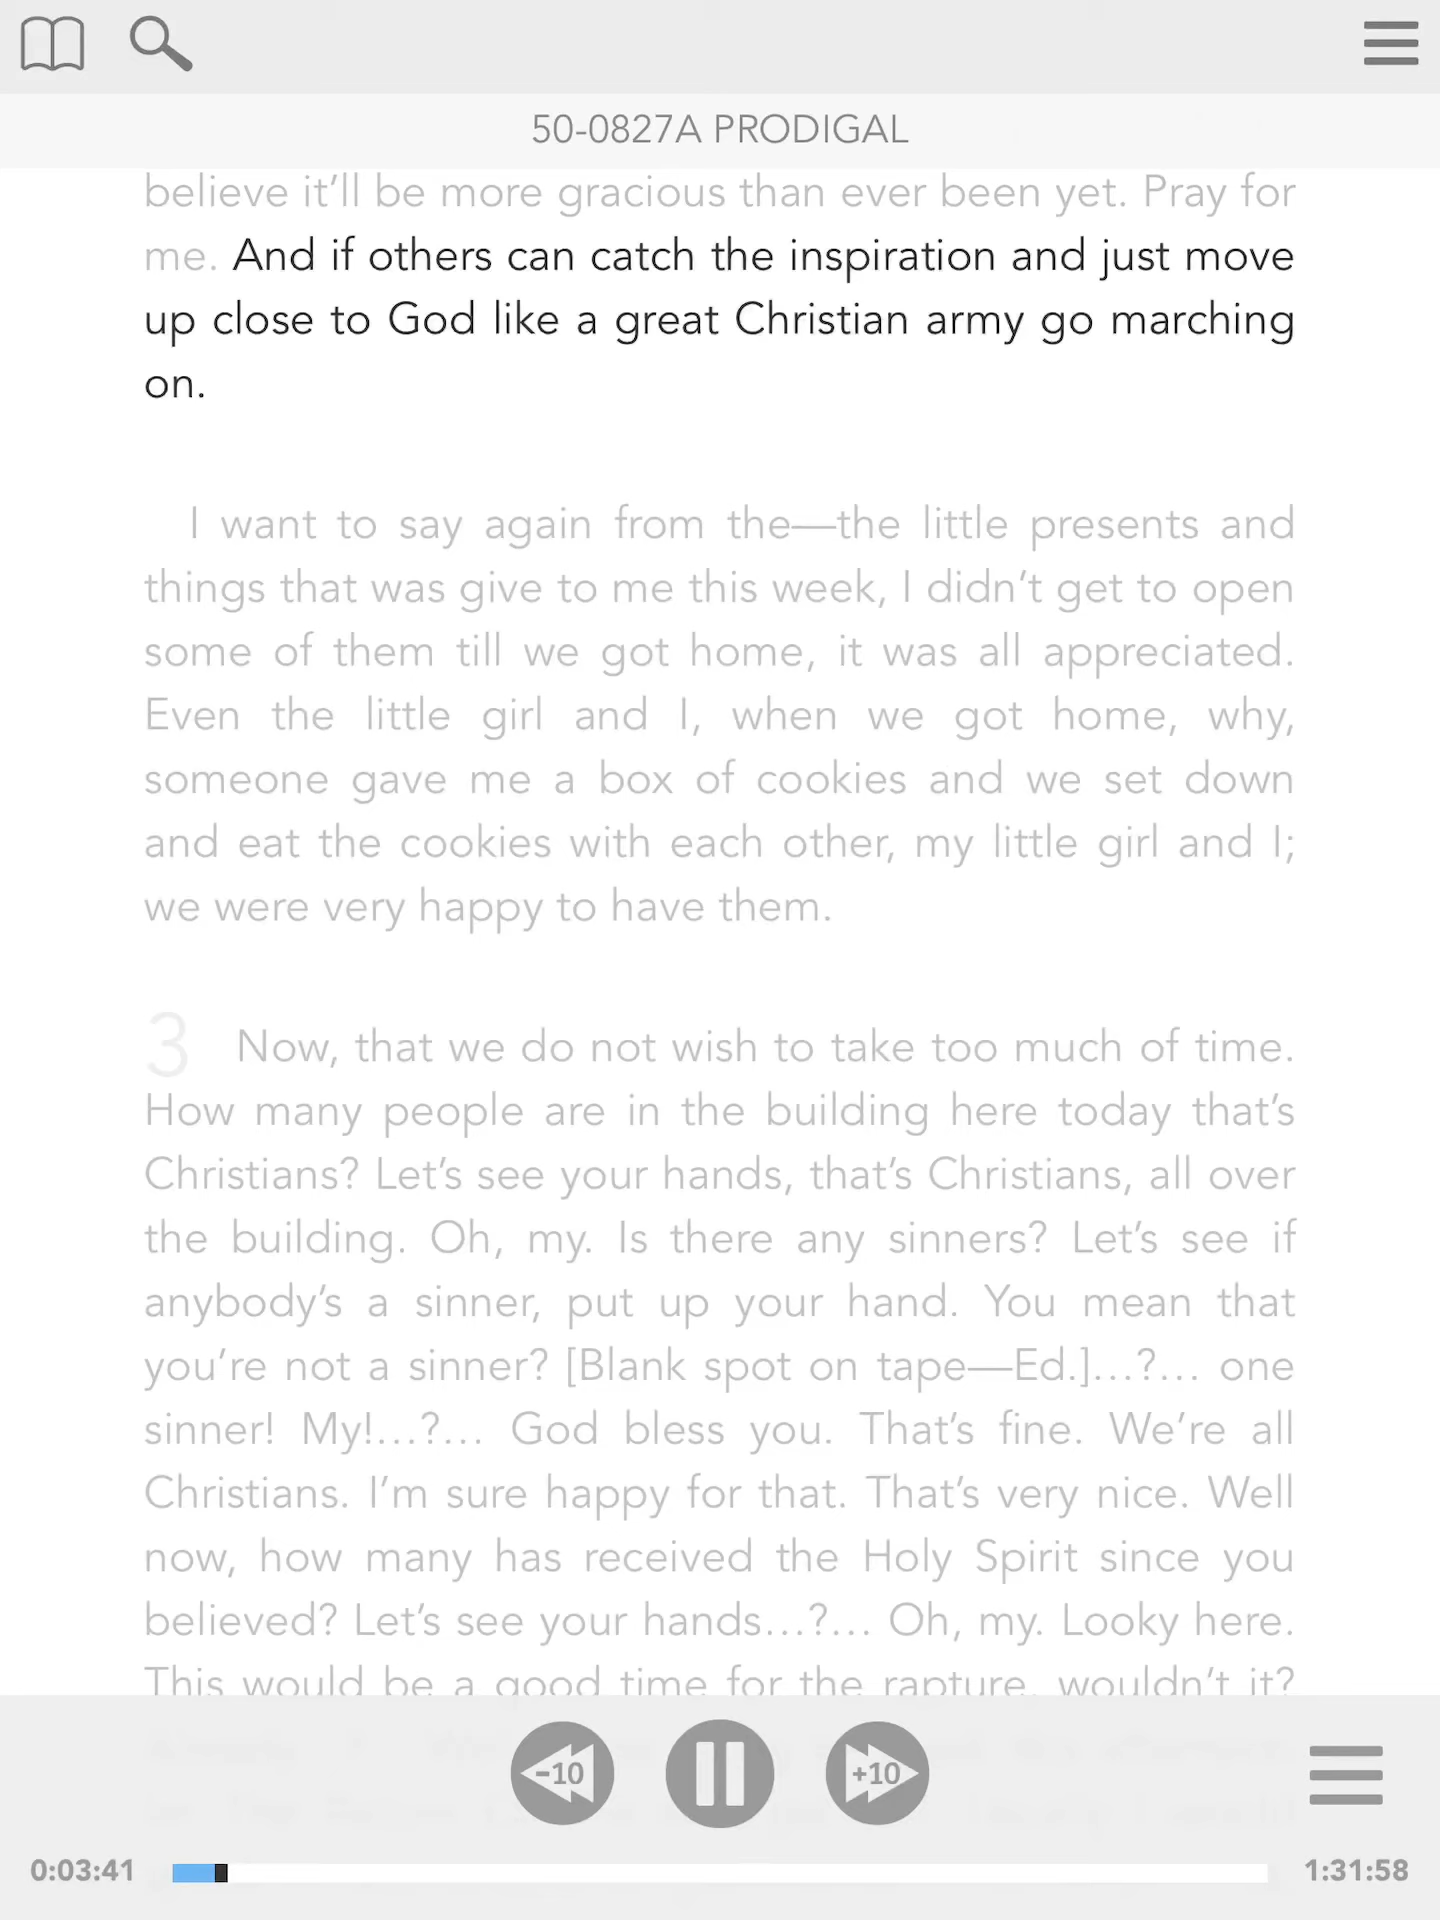 50-0827A PRODIGAL
believe it’ll be more gracious than ever been yet. Pray for
me. And if others can catch the inspiration and just move
up close to God like a great Christian army go marching
on.
I want to say again from the—the little presents and
things that was give to me this week, I didn’t get to open
some of them till we got home, it was all appreciated.
Even the little girl and I, when we got home, why,
someone gave me a box of cookies and we set down
and eat the cookies with each other, my little girl and I;
we were very happy to have them.
3 Now, that we do not wish to take too much of time.
How many people are in the building here today that’s
Christians? Let’s see your hands, that’s Christians, all over
the building. Oh, my. Is there any sinners? Let’s see if
anybody’s a sinner, put up your hand. You mean that
you’re not a sinner? [Blank spot on tape—Ed.]...?... one
sinner! My!...?... God bless you. That’s fine. We’re all
Christians. I’m sure happy for that. That’s very nice. Well
now, how many has received the Holy Spirit since you
believed? Let’s see your hands...?... Oh, my. Looky here.
This would be a good time for the rapture, wouldn’t it?
-10 +10
0:03:41 1:31:58